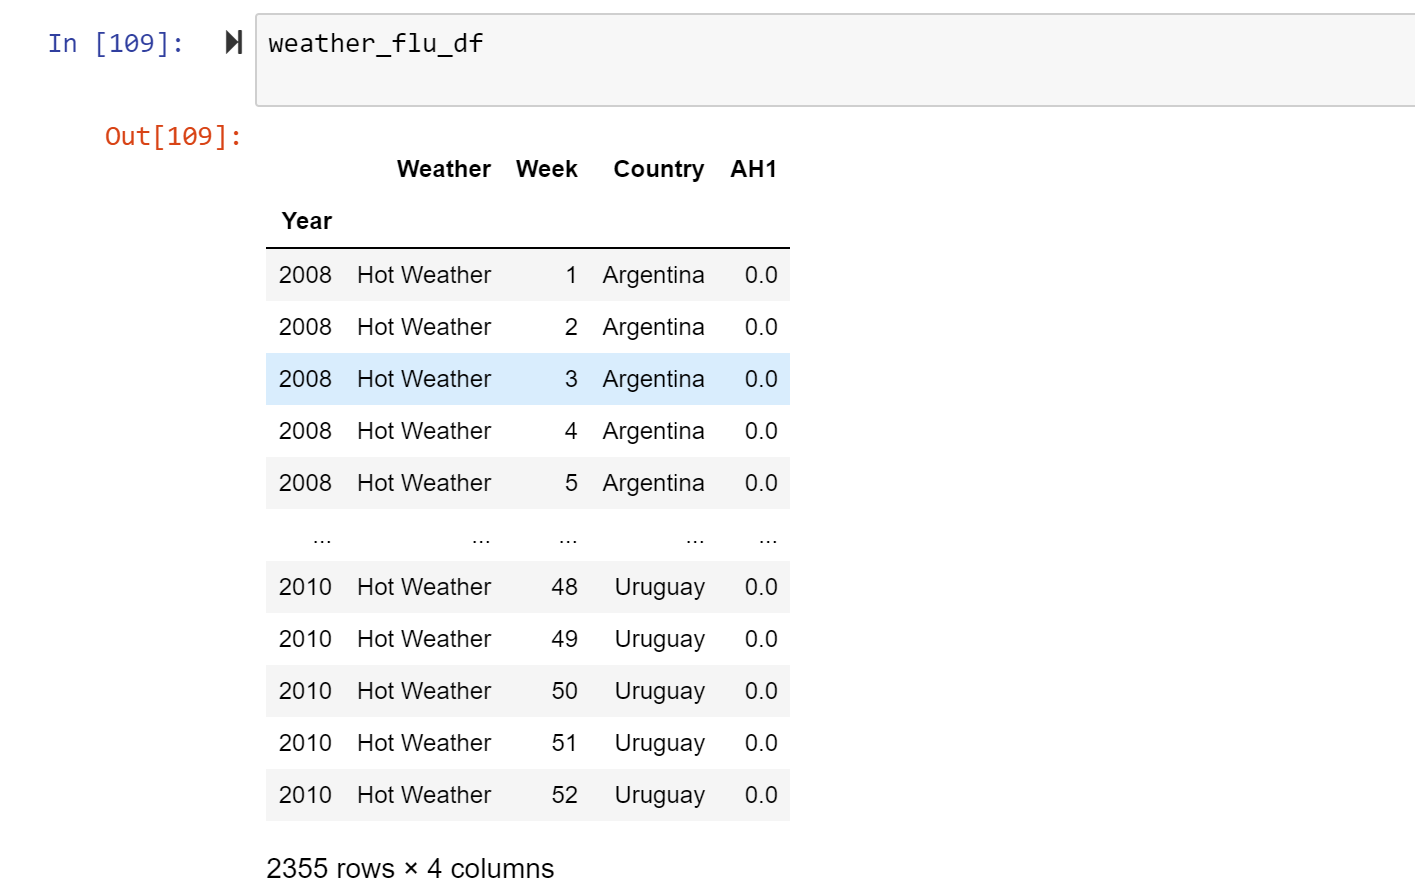 In [109]: weather_flu_df
Out[109]:
Weather Week Country AH1
Year
2008 Hot Weather 1 Argentina 0.0
2008 Hot Weather 2 Argentina 0.0
2008 Hot Weather 3 Argentina 0.0
2008 Hot Weather 4 Argentina 0.0
2008 Hot Weather 5 Argentina 0.0
... ... ... ... ...
2010 Hot Weather 48 Uruguay 0.0
2010 Hot Weather 49 Uruguay 0.0
2010 Hot Weather 50 Uruguay 0.0
2010 Hot Weather 51 Uruguay 0.0
2010 Hot Weather 52 Uruguay 0.0
2355 rows × 4 columns